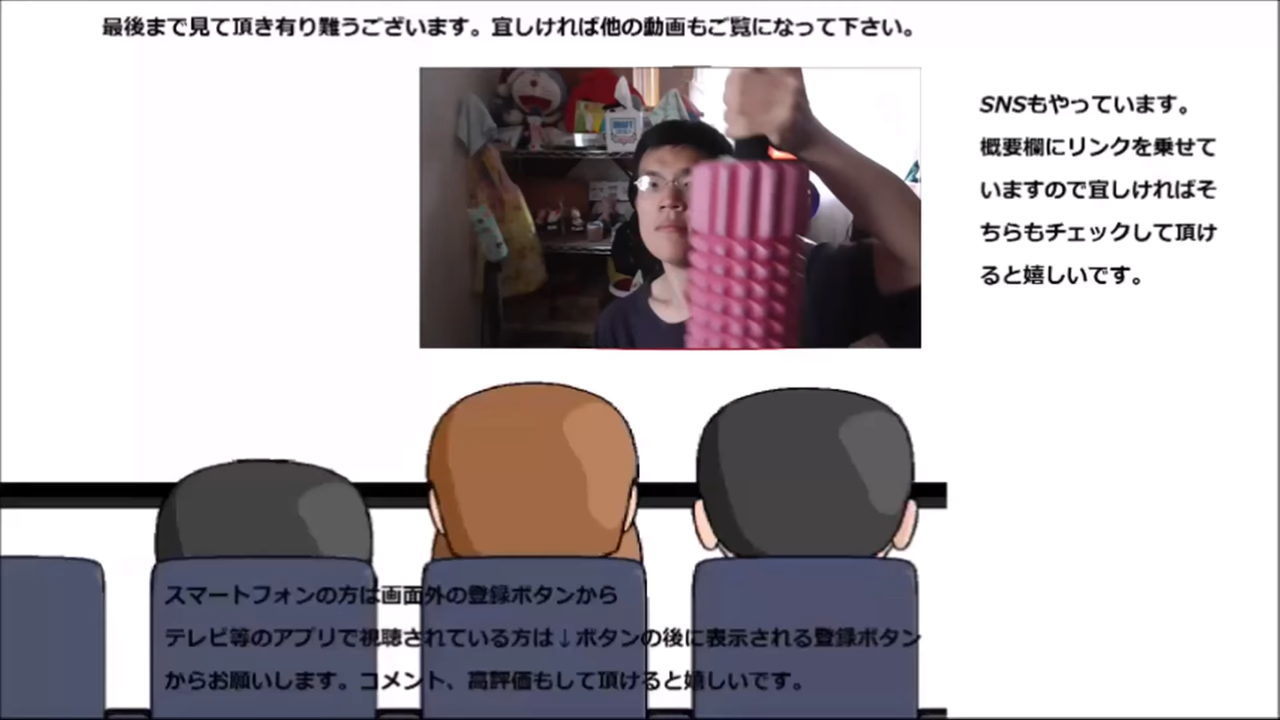 最後まで見て頂き有り難うございます。宜しければ他の動画もご覧になって下さい。
SNSもやっています。
概要欄にリンクを乗せて
いますので宜しければそ
ちらもチェックして頂け
ると嬉しいです。
スマートフォンの方は画面外の登録ボタンから
テレビ等のアプリで視聴されている方は↓ボタンの後に表示される登録ボタン
からお願いします。コメント、高評価もして頂けると嬉しいです。